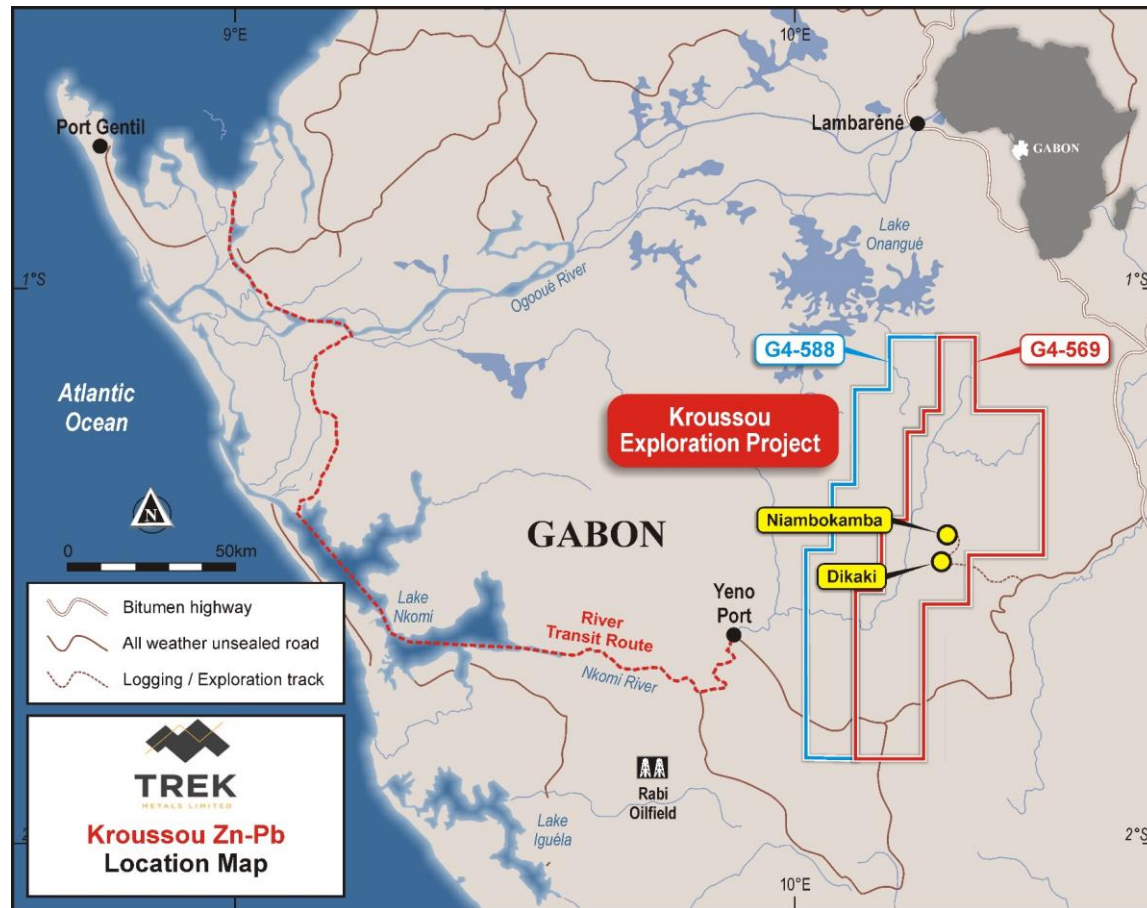 9°E
10°E
Port Gentil
Lambaréné
GABON
Lake
Onangué
1°S
1°S
Ogooué River
G4-588
G4-569
Atlantic
Ocean
Kroussou
Exploration Project
N
Niambokamba
GABON
0
50km
Dikaki
Bitumen highway
All weather unsealed road
Logging / Exploration track
Lake
Nkomi
River
Transit Route
Yeno
Port
Nkomi River
TREK
METALS LIMITED
Kroussou Zn-Pb
Location Map
Rabi
Oilfield
Lake
Iguéla
2°S
10°E